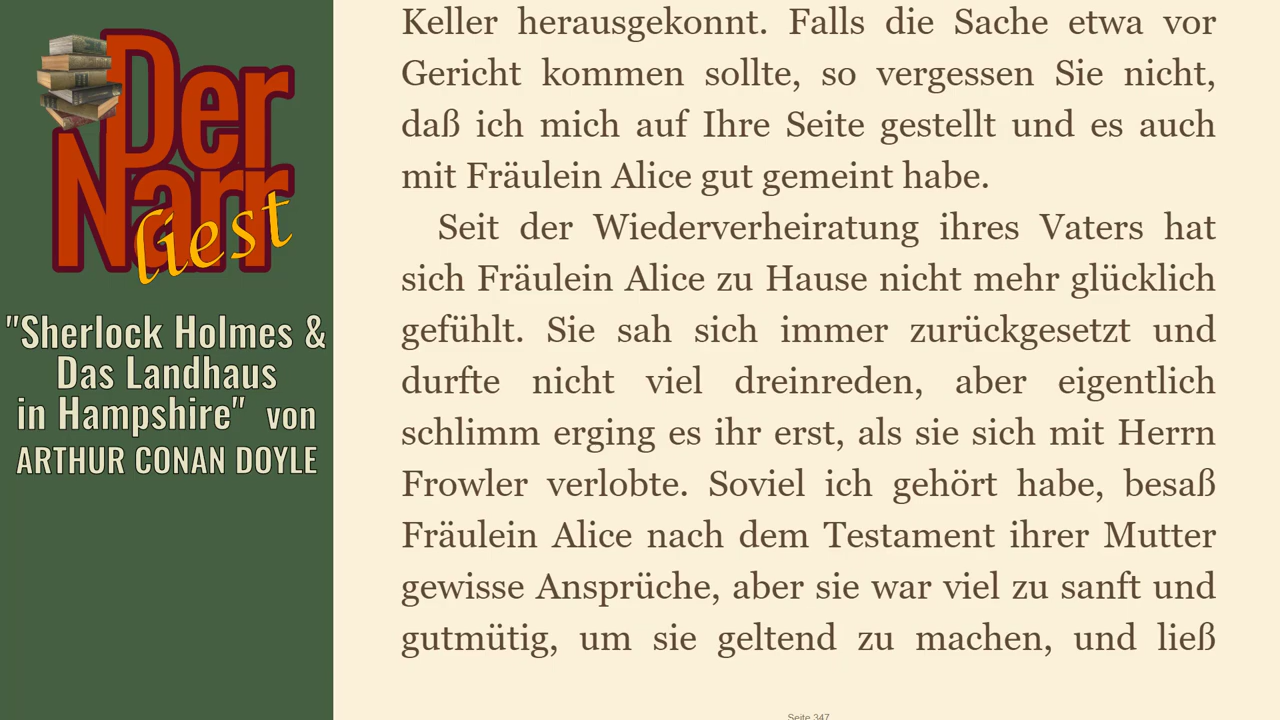 Der
Narr
liest
"Sherlock Holmes &
Das Landhaus
in Hampshire" von
ARTHUR CONAN DOYLE
Keller herausgekonnt. Falls die Sache etwa vor
Gericht kommen sollte, so vergessen Sie nicht,
daß ich mich auf Ihre Seite gestellt und es auch
mit Fräulein Alice gut gemeint habe.
Seit der Wiederverheiratung ihres Vaters hat
sich Fräulein Alice zu Hause nicht mehr glücklich
gefühlt. Sie sah sich immer zurückgesetzt und
durfte nicht viel dreinreden, aber eigentlich
schlimm erging es ihr erst, als sie sich mit Herrn
Frowler verlobte. Soviel ich gehört habe, besaß
Fräulein Alice nach dem Testament ihrer Mutter
gewisse Ansprüche, aber sie war viel zu sanft und
gutmütig, um sie geltend zu machen, und ließ
Seite 347